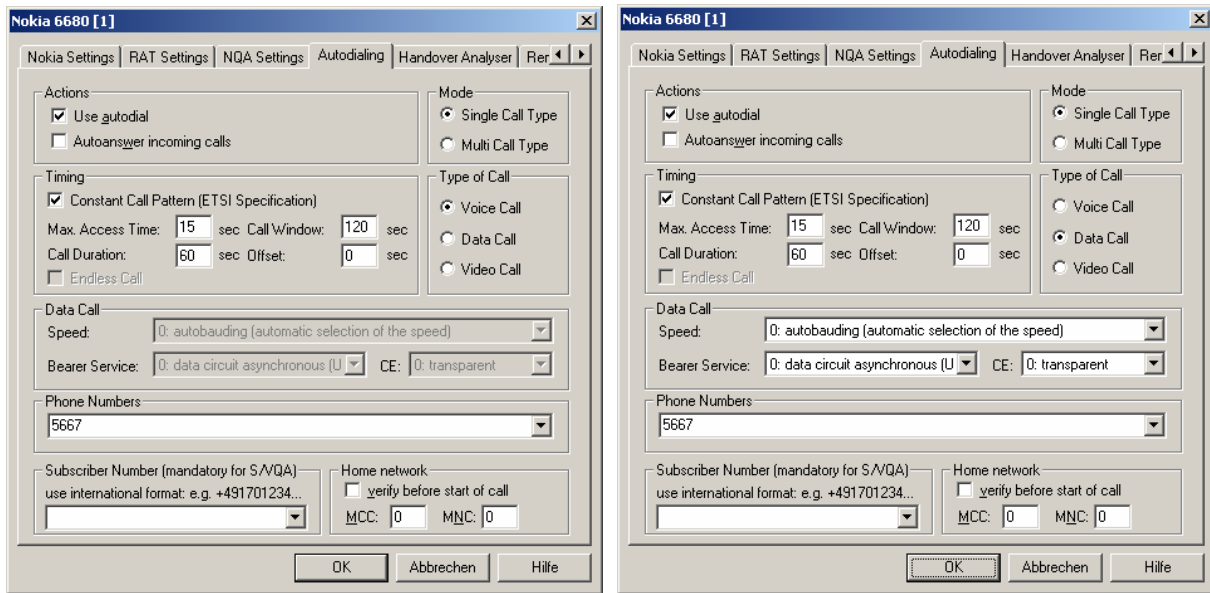 Nokia 6680 [1]
Nokia Settings RAT Settings NQA Settings Autodialing Handover Analyser Rer
Actions
Use autodial
Autoanswer incoming calls
Mode
Single Call Type
Multi Call Type
Timing
Constant Call Pattern (ETSI Specification)
Max. Access Time: 15 sec Call Window: 120 sec
Call Duration: 60 sec Offset: 0 sec
Endless Call
Type of Call
Voice Call
Data Call
Video Call
Data Call
Speed: 0: autobauding (automatic selection of the speed)
Bearer Service: 0: data circuit asynchronous (U CE: 0: transparent
Phone Numbers
5667
Subscriber Number (mandatory for S/VQA)
use international format: e.g. +491701234...
Home network
verify before start of call
MCC: 0 MNC: 0
OK Abbrechen Hilfe
Nokia 6680 [1]
Nokia Settings RAT Settings NQA Settings Autodialing Handover Analyser Rer
Actions
Use autodial
Autoanswer incoming calls
Mode
Single Call Type
Multi Call Type
Timing
Constant Call Pattern (ETSI Specification)
Max. Access Time: 15 sec Call Window: 120 sec
Call Duration: 60 sec Offset: 0 sec
Endless Call
Type of Call
Voice Call
Data Call
Video Call
Data Call
Speed: 0: autobauding (automatic selection of the speed)
Bearer Service: 0: data circuit asynchronous (U CE: 0: transparent
Phone Numbers
5667
Subscriber Number (mandatory for S/VQA)
use international format: e.g. +491701234...
Home network
verify before start of call
MCC: 0 MNC: 0
OK Abbrechen Hilfe